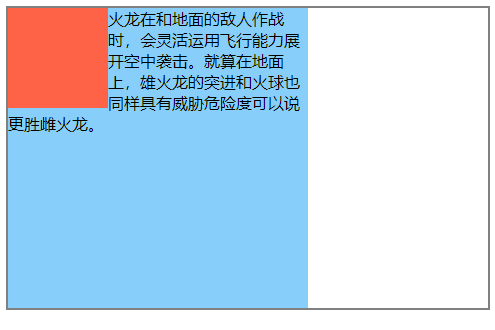 火龙在和地面的敌人作战
时，会灵活运用飞行能力展
开空中袭击。就算在地面
上，雄火龙的突进和火球也
同样具有威胁危险度可以说
更胜雌火龙。